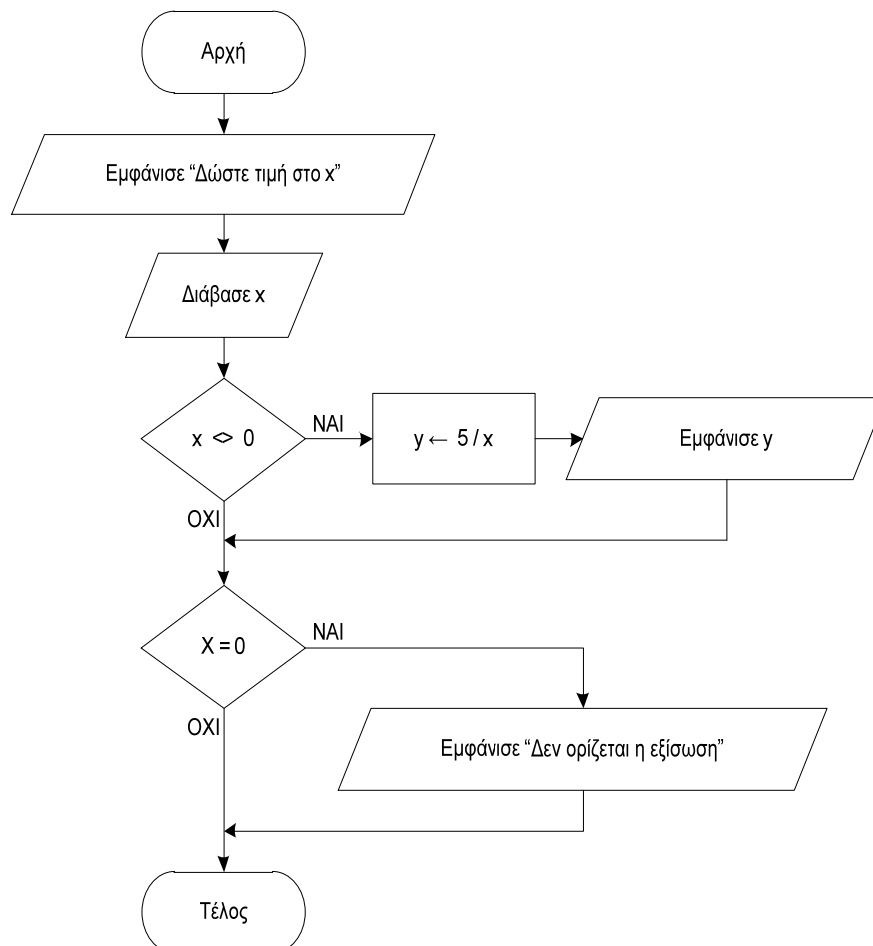 Αρχή
Εμφάνισε “Δώστε τιμή στο x”
Διάβασε x
x <> 0
ΝΑΙ
y ← 5 / x
Εμφάνισε y
ΟΧΙ
X = 0
ΝΑΙ
ΟΧΙ
Εμφάνισε “Δεν ορίζεται η εξίσωση”
Τέλος